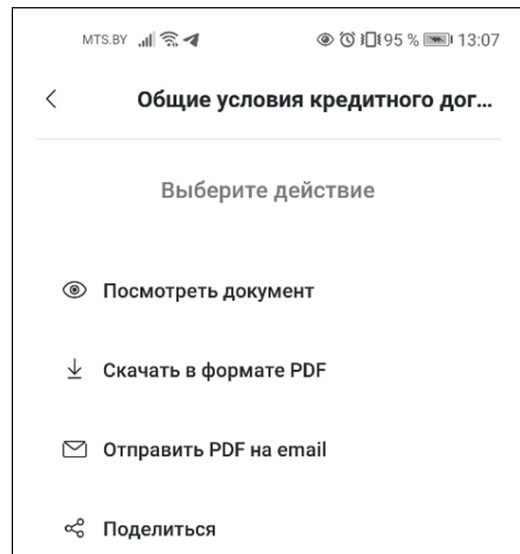 MTS.BY 95 % 13:07
Общие условия кредитного дог...
Выберите действие
Посмотреть документ
Скачать в формате PDF
Отправить PDF на email
Поделиться